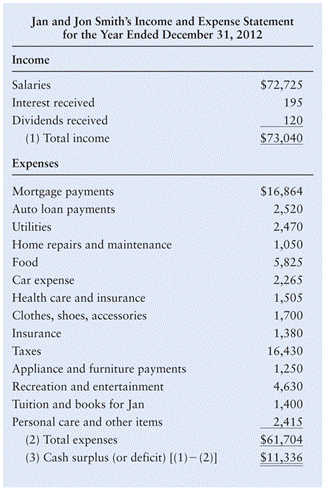 Jan and Jon Smith's Income and Expense Statement
for the Year Ended December 31, 2012
Income
Salaries $72,725
Interest received 195
Dividends received 120
(1) Total income $73,040
Expenses
Mortgage payments $16,864
Auto loan payments 2,520
Utilities 2,470
Home repairs and maintenance 1,050
Food 5,825
Car expense 2,265
Health care and insurance 1,505
Clothes, shoes, accessories 1,700
Insurance 1,380
Taxes 16,430
Appliance and furniture payments 1,250
Recreation and entertainment 4,630
Tuition and books for Jan 1,400
Personal care and other items 2,415
(2) Total expenses $61,704
(3) Cash surplus (or deficit) [(1)−(2)] $11,336